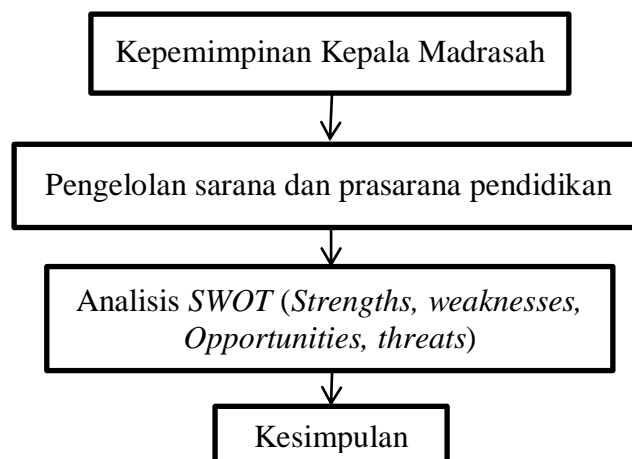 Kepemimpinan Kepala Madrasah
Pengelolan sarana dan prasarana pendidikan
Analisis SWOT (Strengths, weaknesses,
Opportunities, threats)
Kesimpulan